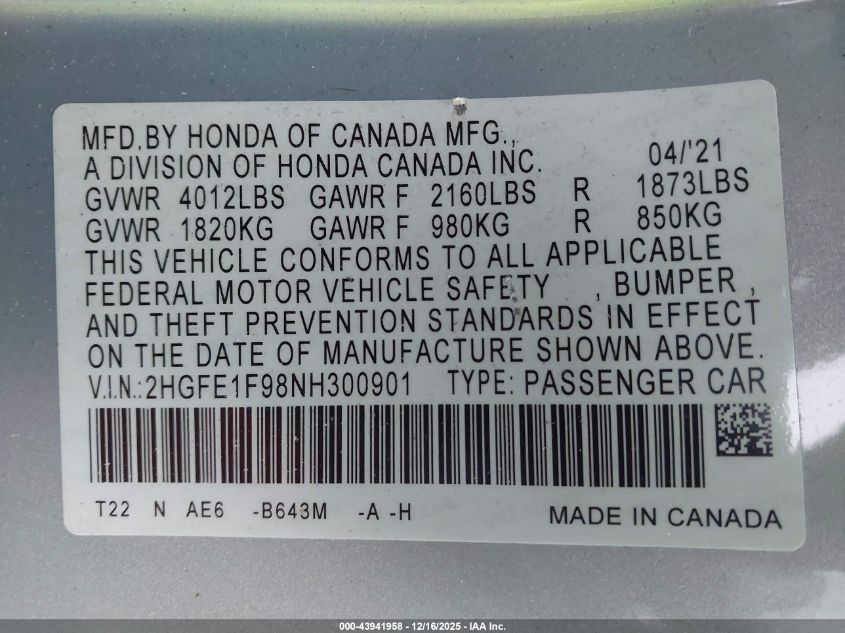 MFD.BY HONDA OF CANADA MFG.,
A DIVISION OF HONDA CANADA INC. 04/'21
GVWR 4012LBS GAWR F 2160LBS R 1873LBS
GVWR 1820KG GAWR F 980KG R 850KG
THIS VEHICLE CONFORMS TO ALL APPLICABLE
FEDERAL MOTOR VEHICLE SAFETY , BUMPER ,
AND THEFT PREVENTION STANDARDS IN EFFECT
ON THE DATE OF MANUFACTURE SHOWN ABOVE.
V.I.N.:2HGFE1F98NH300901 TYPE: PASSENGER CAR
T22 N AE6 -B643M -A -H MADE IN CANADA
000-43941958 - 12/16/2025 - IAA Inc.